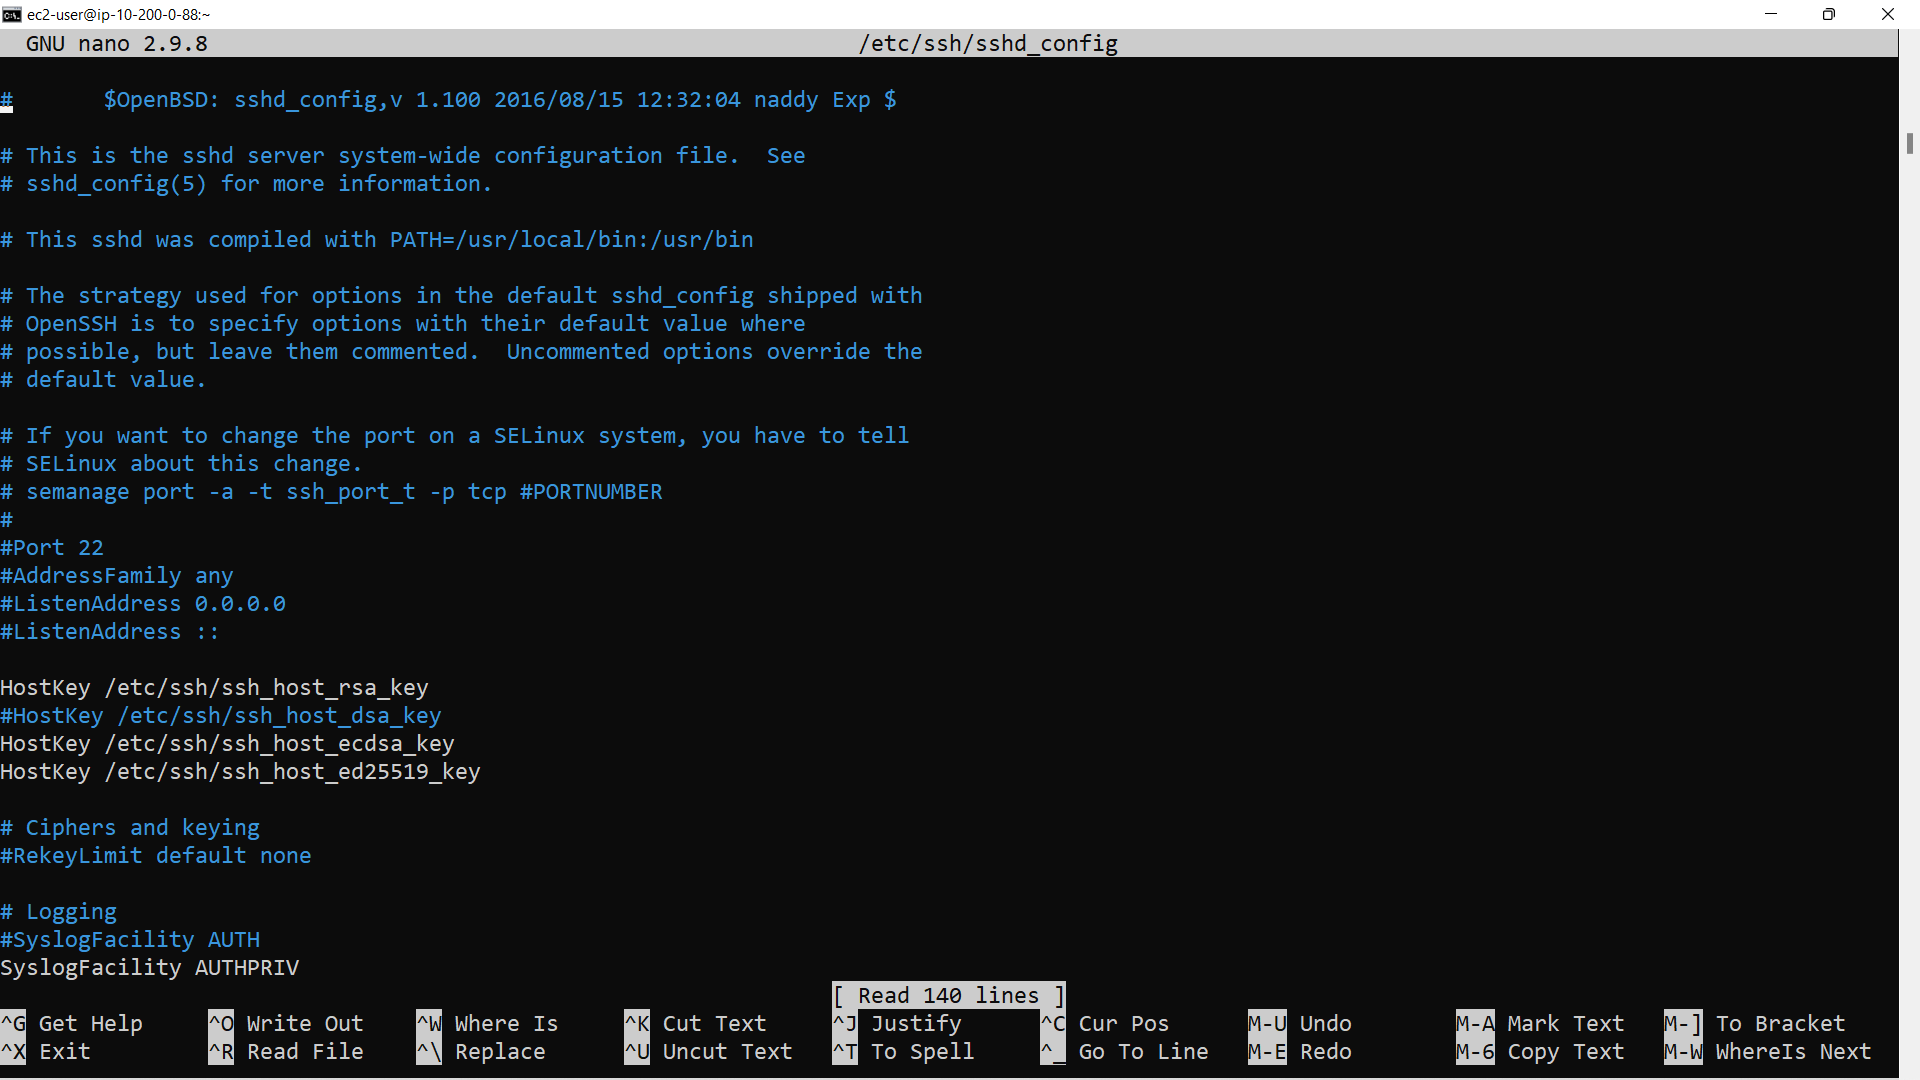 ec2-user@ip-10-200-0-88:~
GNU nano 2.9.8 /etc/ssh/sshd_config
# $OpenBSD: sshd_config,v 1.100 2016/08/15 12:32:04 naddy Exp $
# This is the sshd server system-wide configuration file.  See
# sshd_config(5) for more information.
# This sshd was compiled with PATH=/usr/local/bin:/usr/bin
# The strategy used for options in the default sshd_config shipped with
# OpenSSH is to specify options with their default value where
# possible, but leave them commented.  Uncommented options override the
# default value.
# If you want to change the port on a SELinux system, you have to tell
# SELinux about this change.
# semanage port -a -t ssh_port_t -p tcp #PORTNUMBER
#
#Port 22
#AddressFamily any
#ListenAddress 0.0.0.0
#ListenAddress ::
HostKey /etc/ssh/ssh_host_rsa_key
#HostKey /etc/ssh/ssh_host_dsa_key
HostKey /etc/ssh/ssh_host_ecdsa_key
HostKey /etc/ssh/ssh_host_ed25519_key
# Ciphers and keying
#RekeyLimit default none
# Logging
#SyslogFacility AUTH
SyslogFacility AUTHPRIV
[ Read 140 lines ]
^G Get Help ^O Write Out ^W Where Is ^K Cut Text ^J Justify ^C Cur Pos M-U Undo M-A Mark Text M-] To Bracket
^X Exit ^R Read File ^\ Replace ^U Uncut Text ^T To Spell ^_ Go To Line M-E Redo M-6 Copy Text M-W WhereIs Next